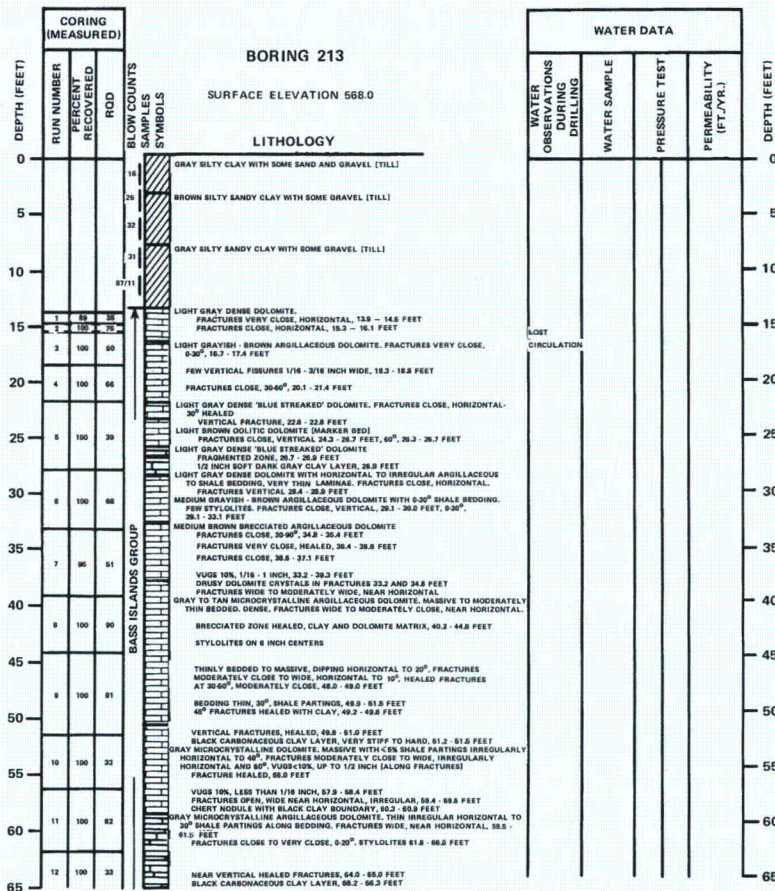 CORING
(MEASURED)
DEPTH (FEET)
RUN NUMBER
PERCENT
RECOVERED
RQD
BLOW COUNTS
SAMPLES
SYMBOLS
BORING 213
SURFACE ELEVATION 568.0
LITHOLOGY
WATER DATA
WATER
OBSERVATIONS
DURING
DRILLING
WATER SAMPLE
PRESSURE TEST
PERMEABILITY
(FT./YR.)
DEPTH (FEET)
0
5
10
15
20
25
30
35
40
45
50
55
60
65
16
26
32
31
87/11
1 89 35
2 100 75
3 100 60
4 100 66
5 100 39
6 100 68
7 95 51
8 100 90
9 100 91
10 100 33
11 100 82
12 100 33
BASS ISLANDS GROUP
GRAY SILTY CLAY WITH SOME SAND AND GRAVEL [TILL]
BROWN SILTY SANDY CLAY WITH SOME GRAVEL [TILL]
GRAY SILTY SANDY CLAY WITH SOME GRAVEL [TILL]
LIGHT GRAY DENSE DOLOMITE.
FRACTURES VERY CLOSE, HORIZONTAL, 13.9 – 14.5 FEET
FRACTURES CLOSE, HORIZONTAL, 15.3 – 16.1 FEET
LIGHT GRAYISH - BROWN ARGILLACEOUS DOLOMITE. FRACTURES VERY CLOSE,
0-30°, 16.7 - 17.4 FEET
FEW VERTICAL FISSURES 1/16 - 3/16 INCH WIDE, 18.3 - 18.8 FEET
FRACTURES CLOSE, 30-60°, 20.1 - 21.4 FEET
LIGHT GRAY DENSE 'BLUE STREAKED' DOLOMITE. FRACTURES CLOSE, HORIZONTAL-
30° HEALED
VERTICAL FRACTURE, 22.6 - 22.8 FEET
LIGHT BROWN OOLITIC DOLOMITE [MARKER BED]
FRACTURES CLOSE, VERTICAL 24.3 - 26.7 FEET, 60°, 26.3 - 26.7 FEET
LIGHT GRAY DENSE 'BLUE STREAKED' DOLOMITE
FRAGMENTED ZONE, 26.7 - 26.9 FEET
1/2 INCH SOFT DARK GRAY CLAY LAYER, 26.9 FEET
LIGHT GRAY DENSE DOLOMITE WITH HORIZONTAL TO IRREGULAR ARGILLACEOUS
TO SHALE BEDDING, VERY THIN LAMINAE. FRACTURES CLOSE, HORIZONTAL.
FRACTURES VERTICAL 28.4 - 28.9 FEET
MEDIUM GRAYISH - BROWN ARGILLACEOUS DOLOMITE WITH 0-30° SHALE BEDDING.
FEW STYLOLITES. FRACTURES CLOSE, VERTICAL, 29.1 - 30.0 FEET, 0-30°,
29.1 - 33.1 FEET
MEDIUM BROWN BRECCIATED ARGILLACEOUS DOLOMITE
FRACTURES CLOSE, 30-90°, 34.8 - 35.4 FEET
FRACTURES VERY CLOSE, HEALED, 35.4 - 35.6 FEET
FRACTURES CLOSE, 36.6 - 37.1 FEET
VUGS 10%, 1/16 - 1 INCH, 33.2 - 39.3 FEET
DRUSY DOLOMITE CRYSTALS IN FRACTURES 33.2 AND 34.8 FEET
FRACTURES WIDE TO MODERATELY WIDE, NEAR HORIZONTAL
GRAY TO TAN MICROCRYSTALLINE ARGILLACEOUS DOLOMITE. MASSIVE TO MODERATELY
THIN BEDDED. DENSE. FRACTURES WIDE TO MODERATELY CLOSE, NEAR HORIZONTAL.
BRECCIATED ZONE HEALED, CLAY AND DOLOMITE MATRIX, 40.2 - 44.6 FEET
STYLOLITES ON 6 INCH CENTERS
THINLY BEDDED TO MASSIVE, DIPPING HORIZONTAL TO 20°. FRACTURES
MODERATELY CLOSE TO WIDE, HORIZONTAL TO 10°. HEALED FRACTURES
AT 30-60°, MODERATELY CLOSE, 48.0 - 49.0 FEET
BEDDING THIN, 30°, SHALE PARTINGS, 49.9 - 51.5 FEET
45° FRACTURES HEALED WITH CLAY, 49.2 - 49.6 FEET
VERTICAL FRACTURES, HEALED, 49.8 - 51.0 FEET
BLACK CARBONACEOUS CLAY LAYER, VERY STIFF TO HARD, 51.2 - 51.5 FEET
GRAY MICROCRYSTALLINE DOLOMITE. MASSIVE WITH <5% SHALE PARTINGS IRREGULARLY
HORIZONTAL TO 40°. FRACTURES MODERATELY CLOSE TO WIDE, IRREGULARLY
HORIZONTAL AND 60°. VUGS<10%, UP TO 1/2 INCH [ALONG FRACTURES]
FRACTURE HEALED, 56.0 FEET
VUGS 10%, LESS THAN 1/16 INCH, 57.9 - 58.4 FEET
FRACTURES OPEN, WIDE NEAR HORIZONTAL, IRREGULAR, 58.4 - 59.5 FEET
CHERT NODULE WITH BLACK CLAY BOUNDARY, 60.3 - 60.9 FEET
GRAY MICROCRYSTALLINE ARGILLACEOUS DOLOMITE. THIN IRREGULAR HORIZONTAL TO
30° SHALE PARTINGS ALONG BEDDING. FRACTURES WIDE, NEAR HORIZONTAL, 59.5 -
61.5 FEET
FRACTURES CLOSE TO VERY CLOSE, 0-20°. STYLOLITES 61.5 - 66.5 FEET
NEAR VERTICAL HEALED FRACTURES, 64.0 - 65.0 FEET
BLACK CARBONACEOUS CLAY LAYER, 66.2 - 66.3 FEET
LOST
CIRCULATION
0
5
10
15
20
25
30
35
40
45
50
55
60
65